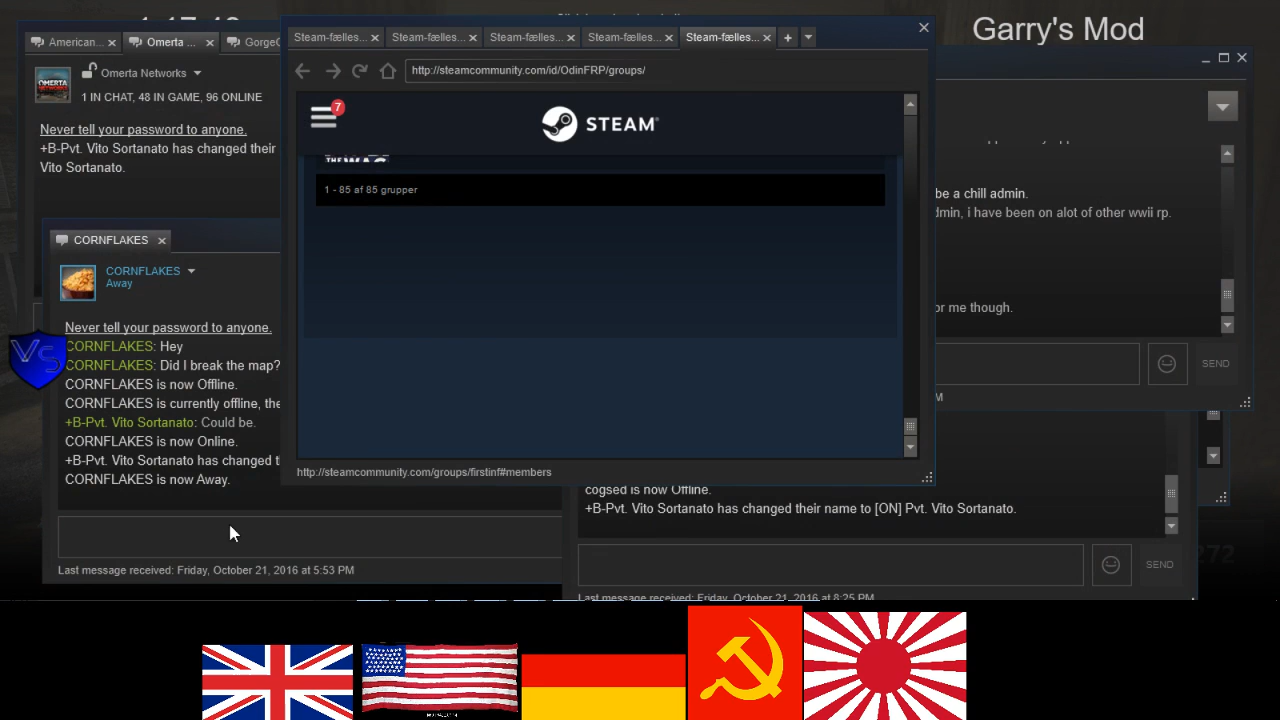 Garry's Mod
American...
Omerta ...
Steam-fælles...
Steam-fælles...
Steam-fælles...
Steam-fælles...
Steam-fælles...
http://steamcommunity.com/id/OdinFRP/groups/
Omerta Networks
1 IN CHAT, 48 IN GAME, 96 ONLINE
Never tell your password to anyone.
+B-Pvt. Vito Sortanato has changed their
Vito Sortanato.
7
STEAM
1 - 85 af 85 grupper
be a chill admin.
i have been on alot of other wwii rp.
or me though.
SEND
CORNFLAKES
CORNFLAKES
Away
Never tell your password to anyone.
CORNFLAKES: Hey
CORNFLAKES: Did I break the map?
CORNFLAKES is now Offline.
CORNFLAKES is currently offline, the
+B-Pvt. Vito Sortanato: Could be.
CORNFLAKES is now Online.
+B-Pvt. Vito Sortanato has changed t
CORNFLAKES is now Away.
Last message received: Friday, October 21, 2016 at 5:53 PM
VS
http://steamcommunity.com/groups/firstinf#members
cogsed is now Offline.
+B-Pvt. Vito Sortanato has changed their name to [ON] Pvt. Vito Sortanato.
SEND
Last message received: Friday, October 21, 2016 at 8:25 PM
272